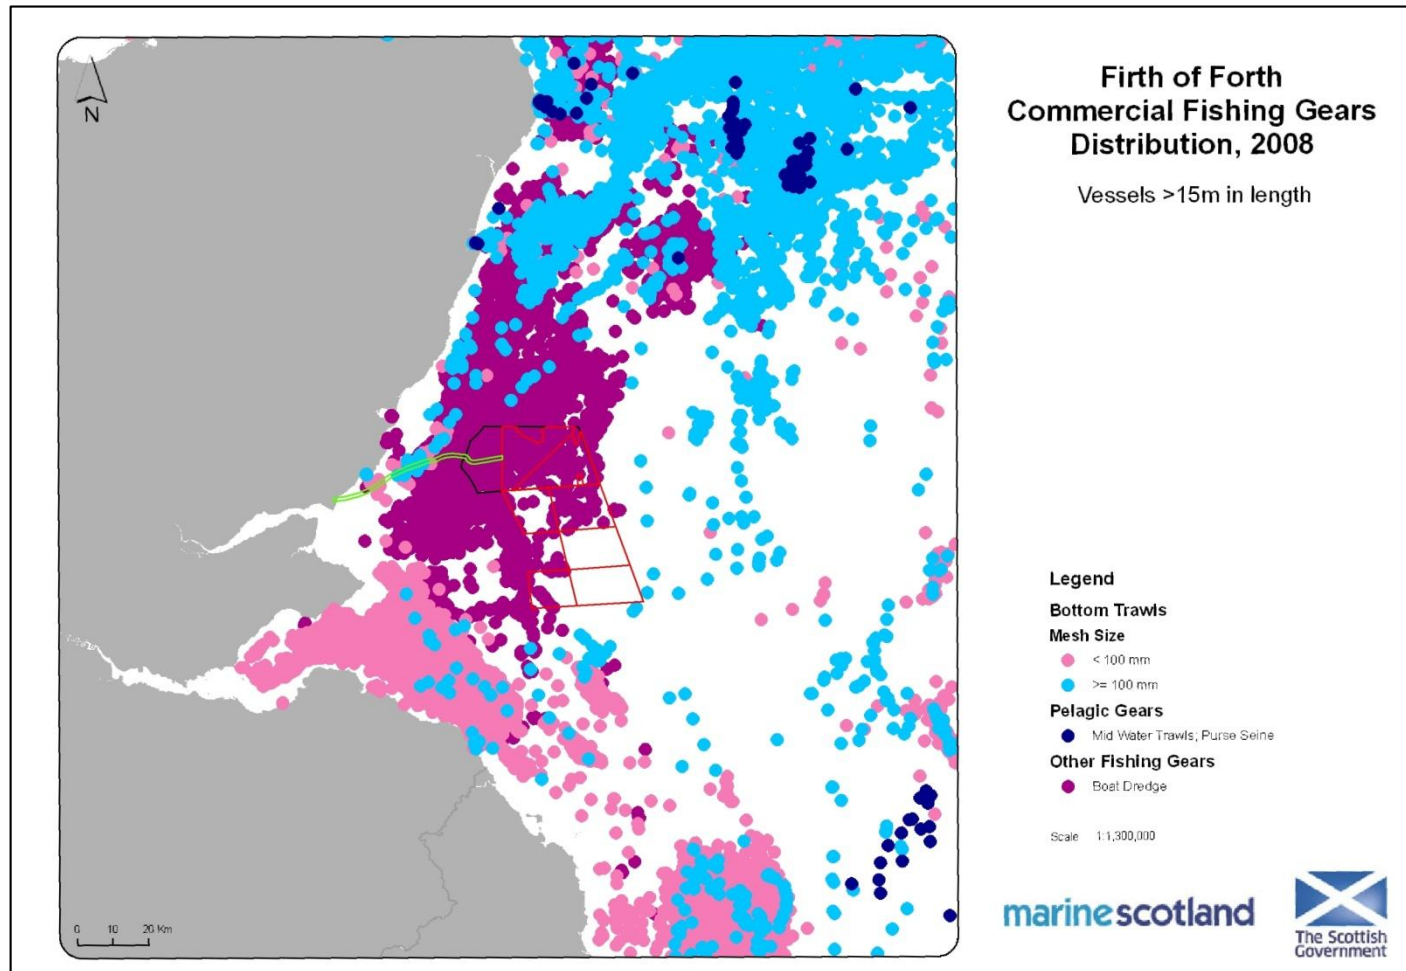 N
Firth of Forth
Commercial Fishing Gears
Distribution, 2008
Vessels >15m in length
Legend
Bottom Trawls
Mesh Size
< 100 mm
>= 100 mm
Pelagic Gears
Mid Water Trawls; Purse Seine
Other Fishing Gears
Boat Dredge
Scale 1:1,300,000
0 10 20 Km
marinescotland
The Scottish
Government